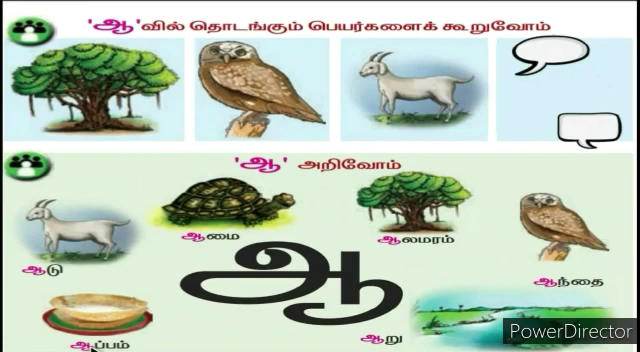 'ஆ'வில் தொடங்கும் பெயர்களைக் கூறுவோம்
'ஆ' அறிவோம்
ஆமை
ஆலமரம்
ஆடு
ஆந்தை
ஆ
ஆப்பம்
ஆறு
PowerDirector